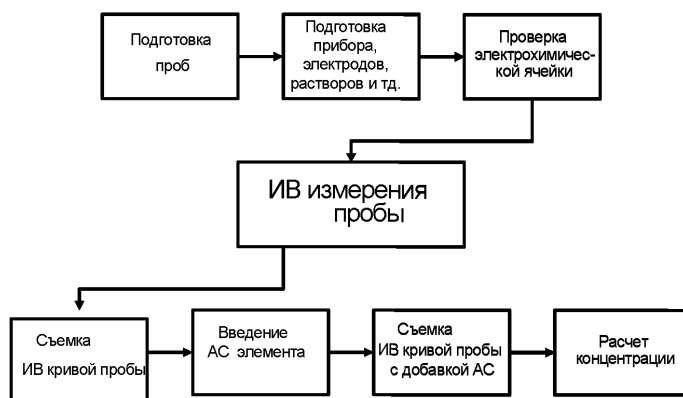 Подготовка
проб
Подготовка
прибора,
электродов,
растворов и тд.
Проверка
электрохимичес-
кой ячейки
ИВ измерения
пробы
Съемка
ИВ кривой пробы
Введение
АС элемента
Съемка
ИВ кривой пробы
с добавкой АС
Расчет
концентрации